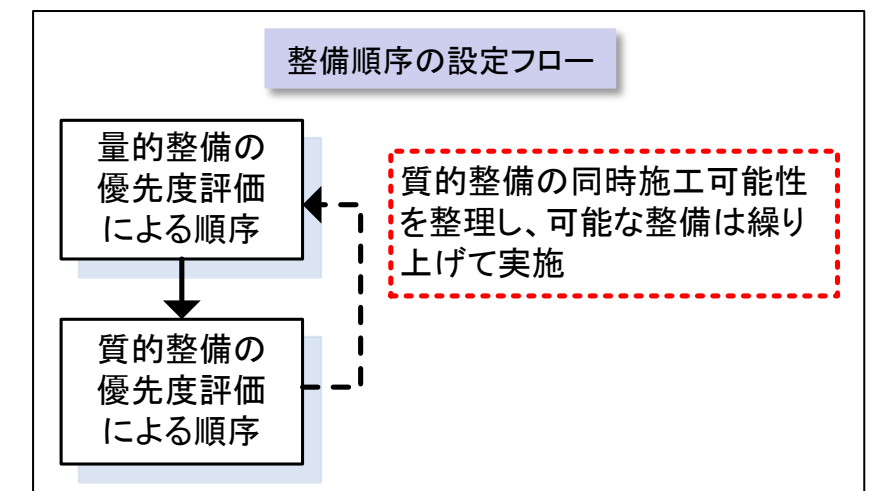 整備順序の設定フロー
量的整備の
優先度評価
による順序
質的整備の同時施工可能性
を整理し、可能な整備は繰り
上げて実施
質的整備の
優先度評価
による順序